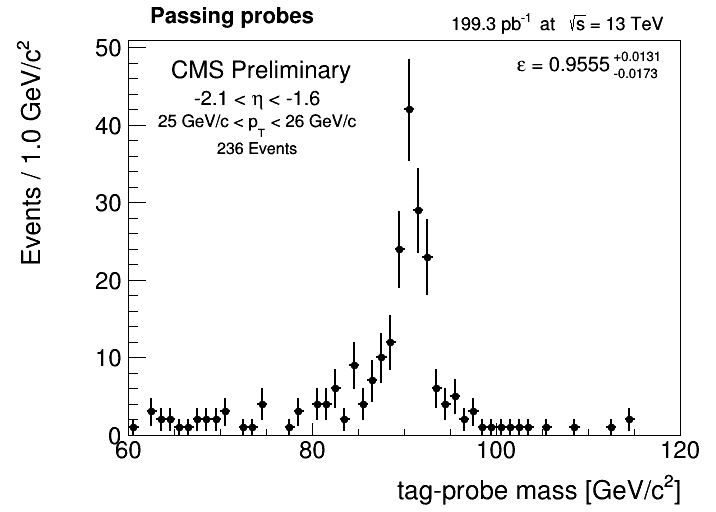 Passing probes
199.3 pb⁻¹ at √s = 13 TeV
CMS Preliminary
ε = 0.9555 +0.0131 -0.0173
-2.1 < η < -1.6
25 GeV/c < p_T < 26 GeV/c
236 Events
Events / 1.0 GeV/c²
50
40
30
20
10
0
60 80 100 120
tag-probe mass [GeV/c²]